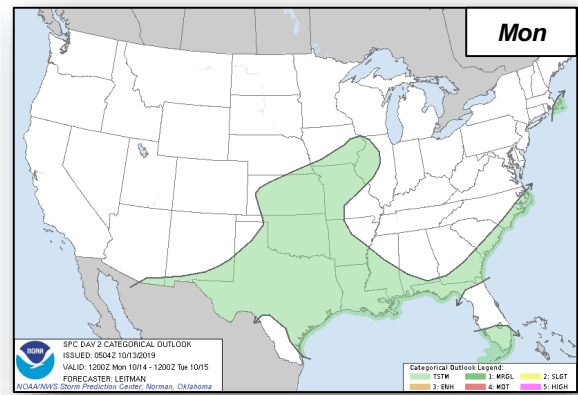 Mon
SPC DAY 2 CATEGORICAL OUTLOOK
ISSUED: 0504Z 10/13/2019
VALID: 1200Z Mon 10/14 - 1200Z Tue 10/15
FORECASTER: LEITMAN
NOAA/NWS Storm Prediction Center, Norman, Oklahoma
NOAA
Categorical Outlook Legend:
TSTM 1: MRGL 2: SLGT
3: ENH 4: MDT 5: HIGH